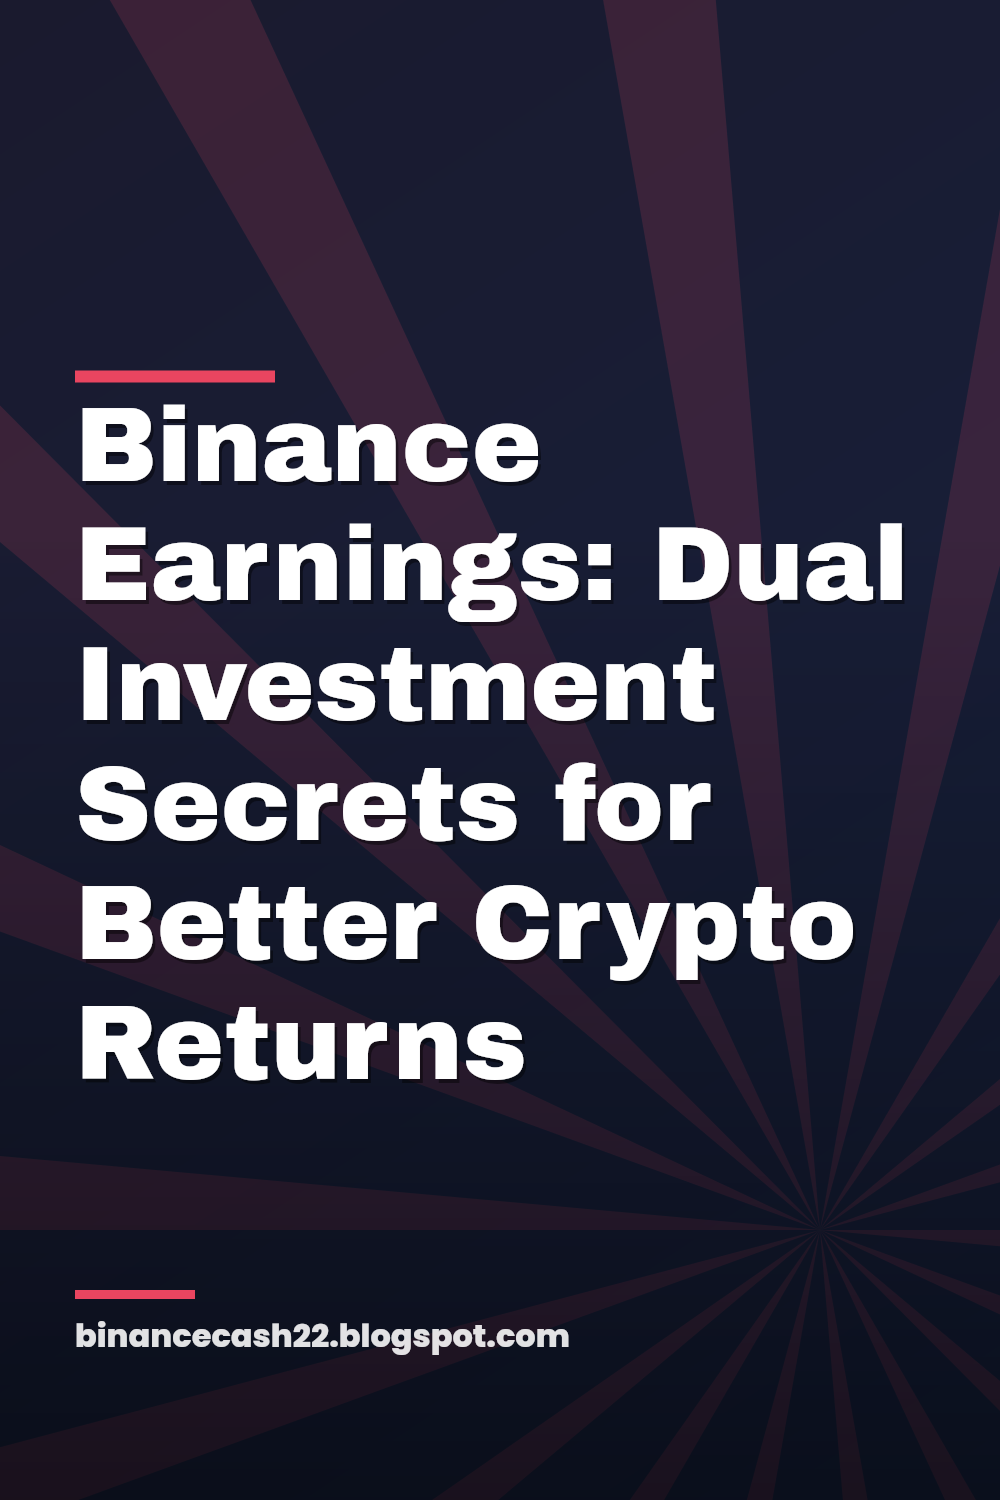 Binance
Earnings: Dual
Investment
Secrets for
Better Crypto
Returns
binancecash22.blogspot.com